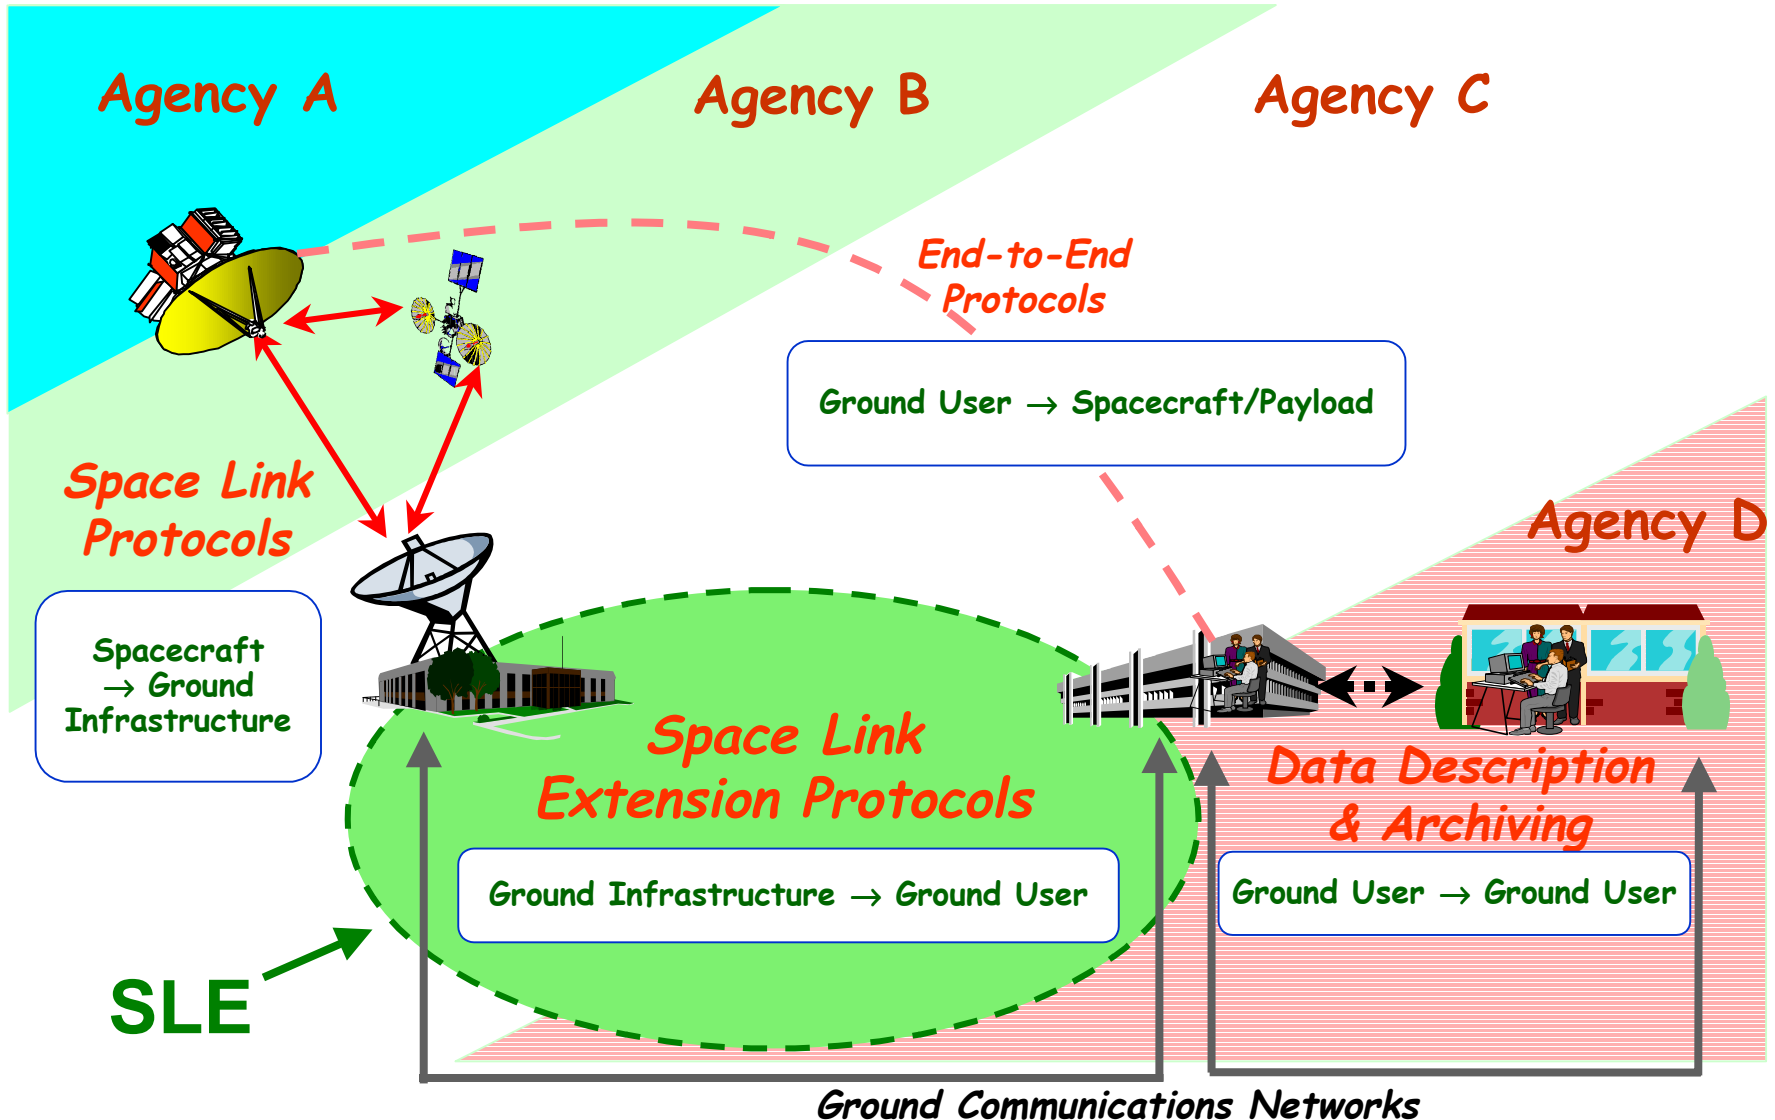 Agency A
Agency B
Agency C
End-to-End
Protocols
Ground User → Spacecraft/Payload
Space Link
Protocols
Agency D
Spacecraft
→ Ground
Infrastructure
Space Link
Extension Protocols
Data Description
& Archiving
Ground Infrastructure → Ground User
Ground User → Ground User
SLE
Ground Communications Networks